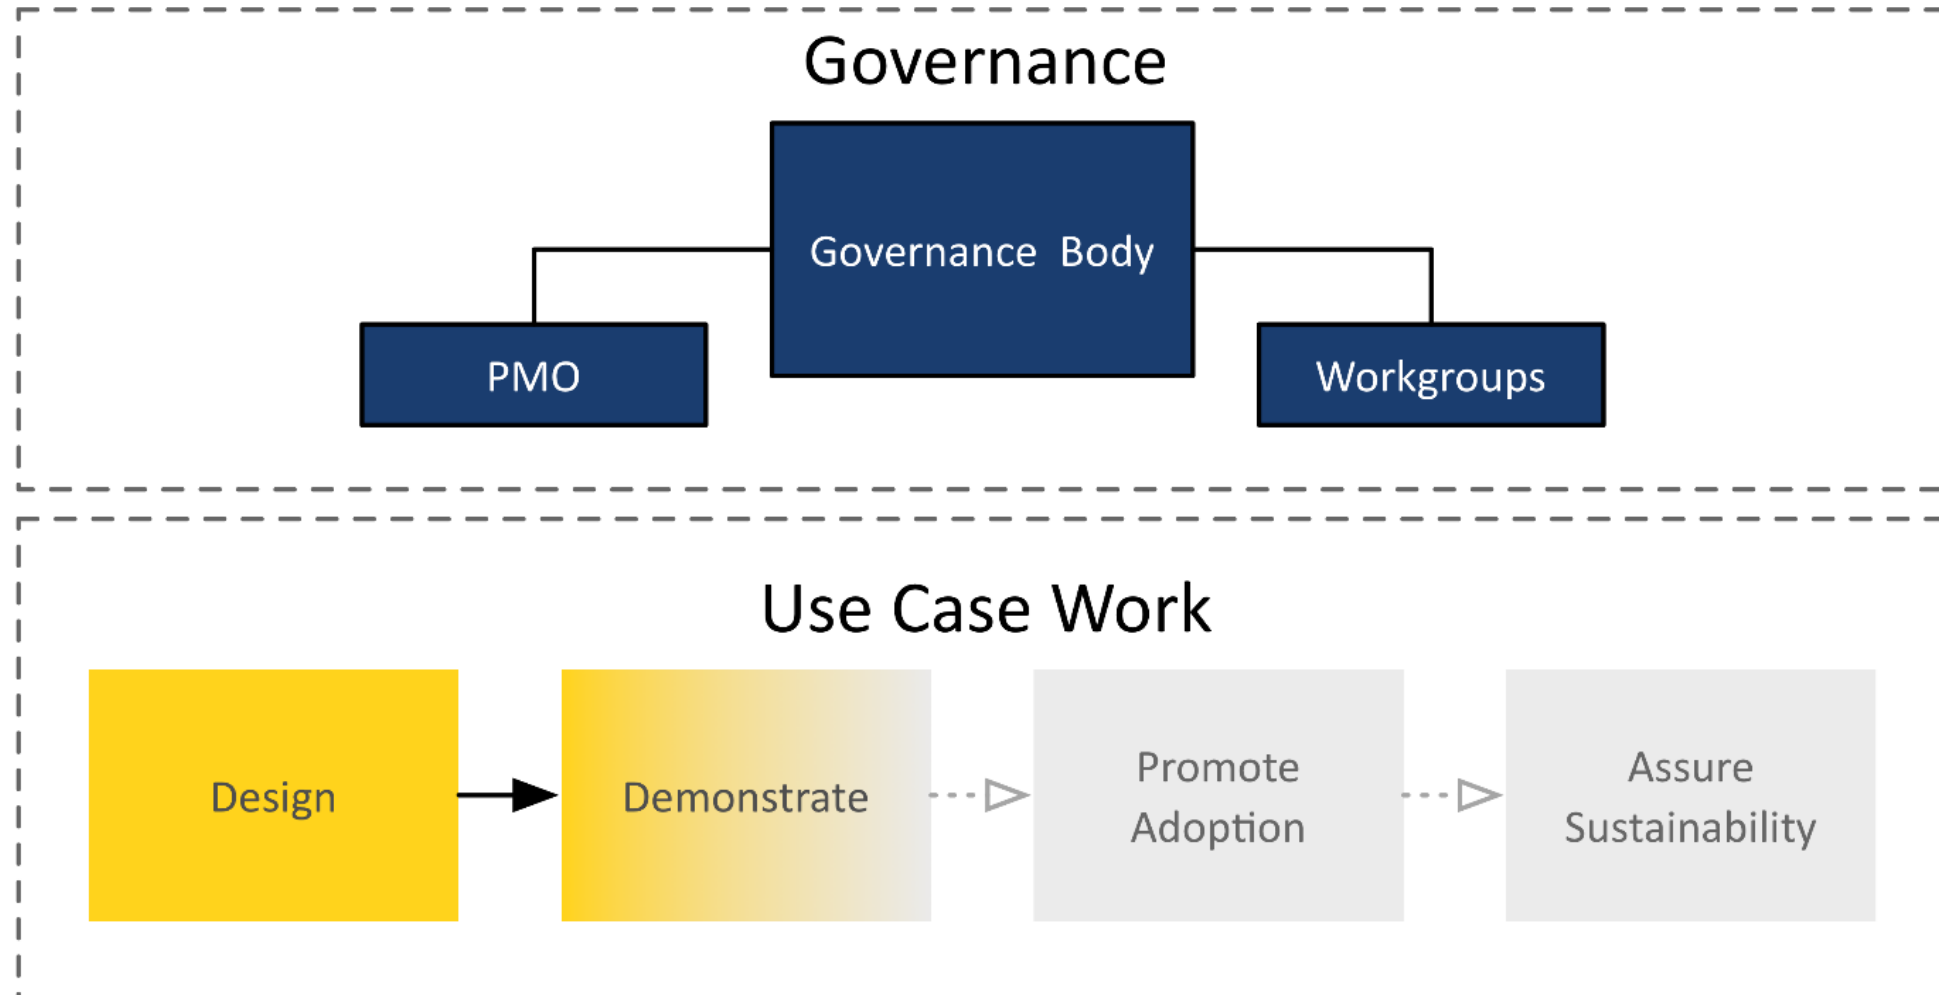 Governance
Governance Body
PMO
Workgroups
Use Case Work
Design
Demonstrate
Promote
Adoption
Assure
Sustainability